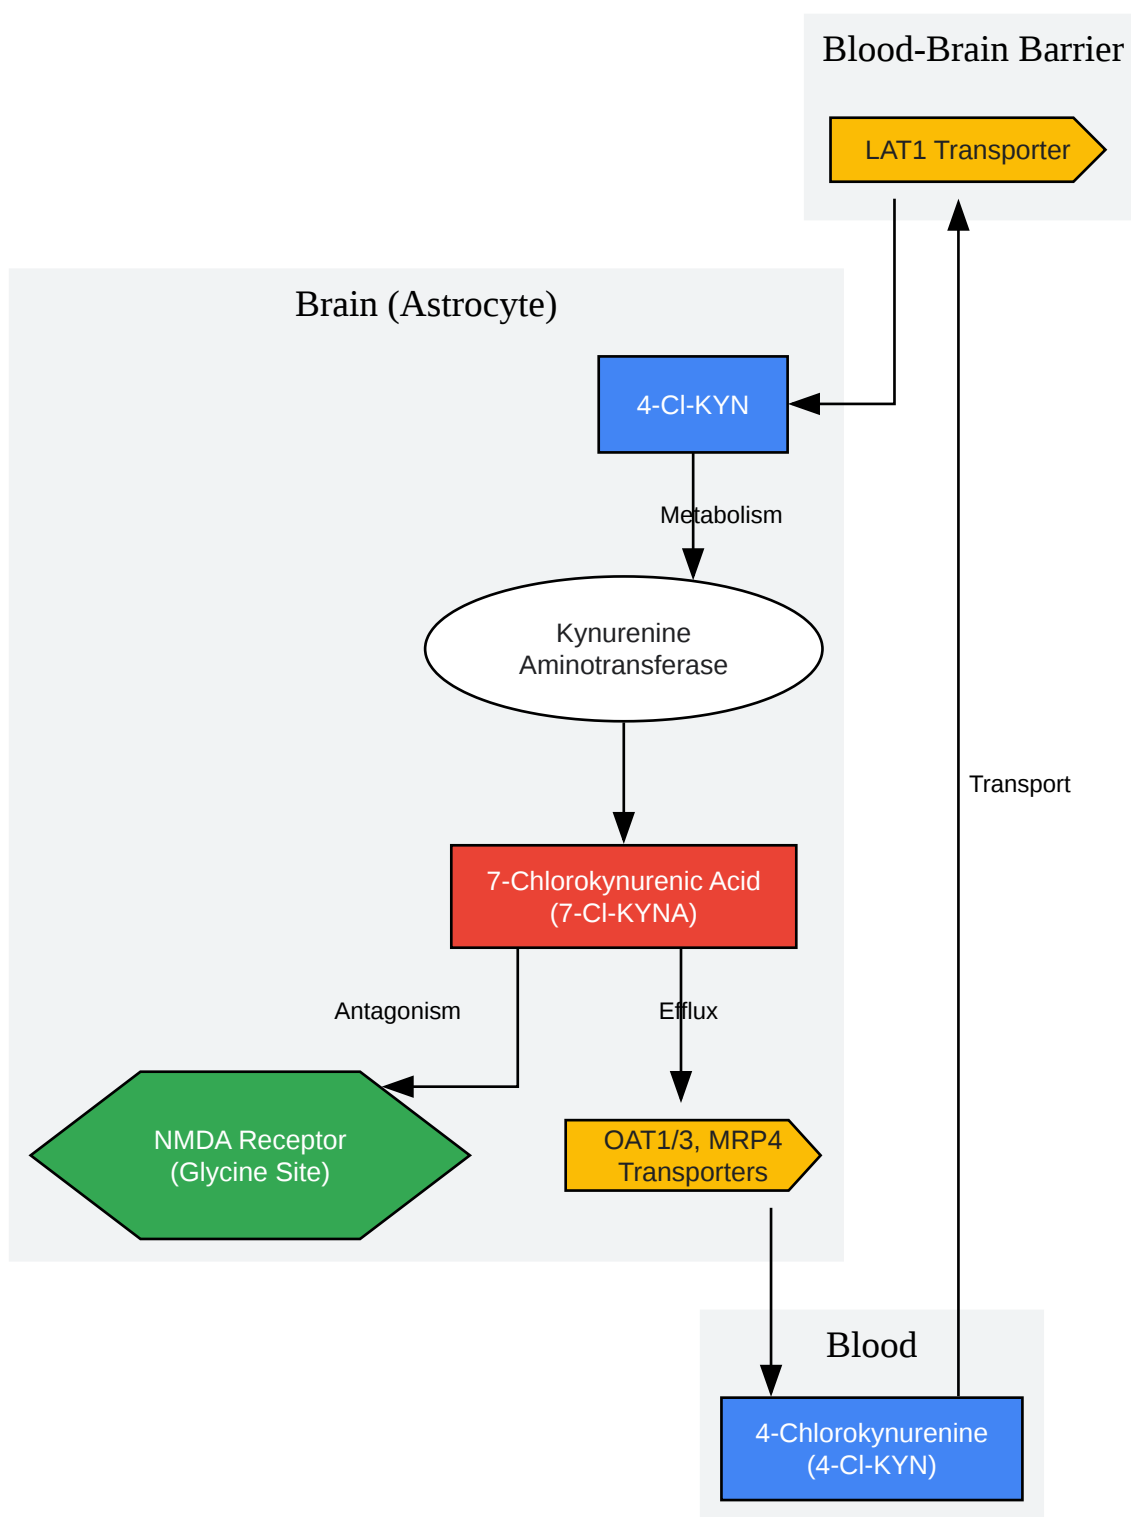 Blood-Brain Barrier
LAT1 Transporter
Brain (Astrocyte)
4-Cl-KYN
Metabolism
Kynurenine
Aminotransferase
Transport
7-Chlorokynurenic Acid
(7-Cl-KYNA)
Antagonism
Efflux
NMDA Receptor
(Glycine Site)
OAT1/3, MRP4
Transporters
Blood
4-Chlorokynurenine
(4-Cl-KYN)